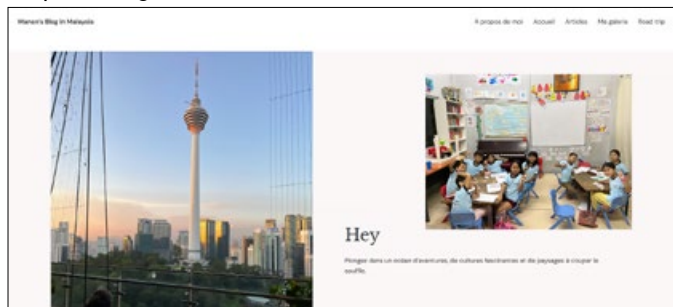 Manon's Blog In Malaysia
A propos de moi Accueil Articles Ma galerie Road trip
Hey
Plongez dans un océan d'aventures, de cultures fascinantes et de paysages à couper le
souffle.